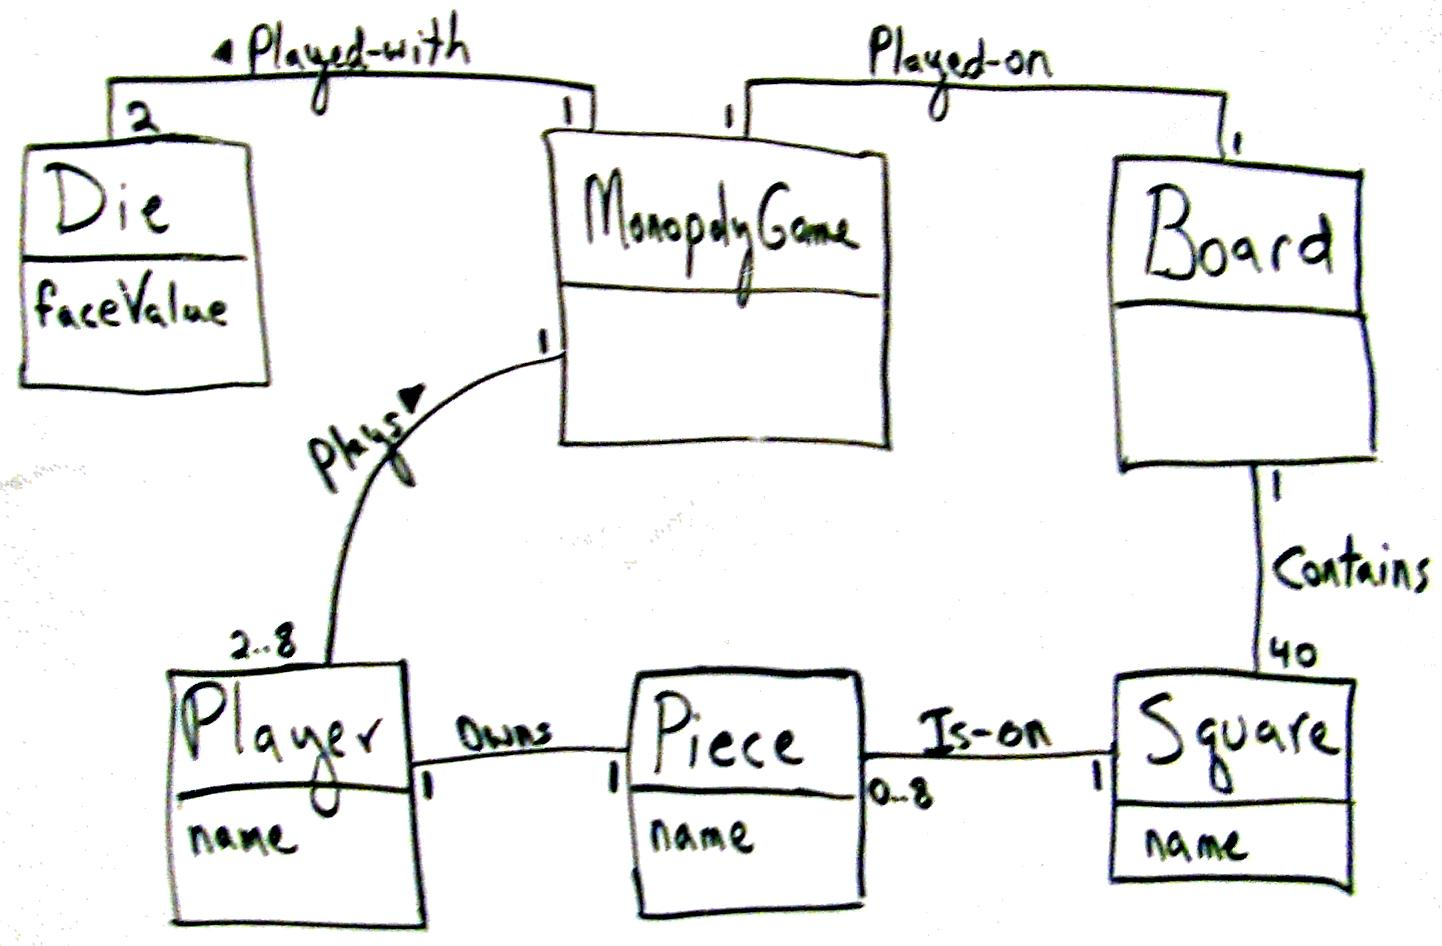 ◄ Played-with
Played-on
2
1
1
1
Die
MonopolyGame
Board
faceValue
1
Plays ►
1
Contains
2..8
40
Player
Owns
Piece
Is-on
Square
1
1
0..8
1
name
name
name